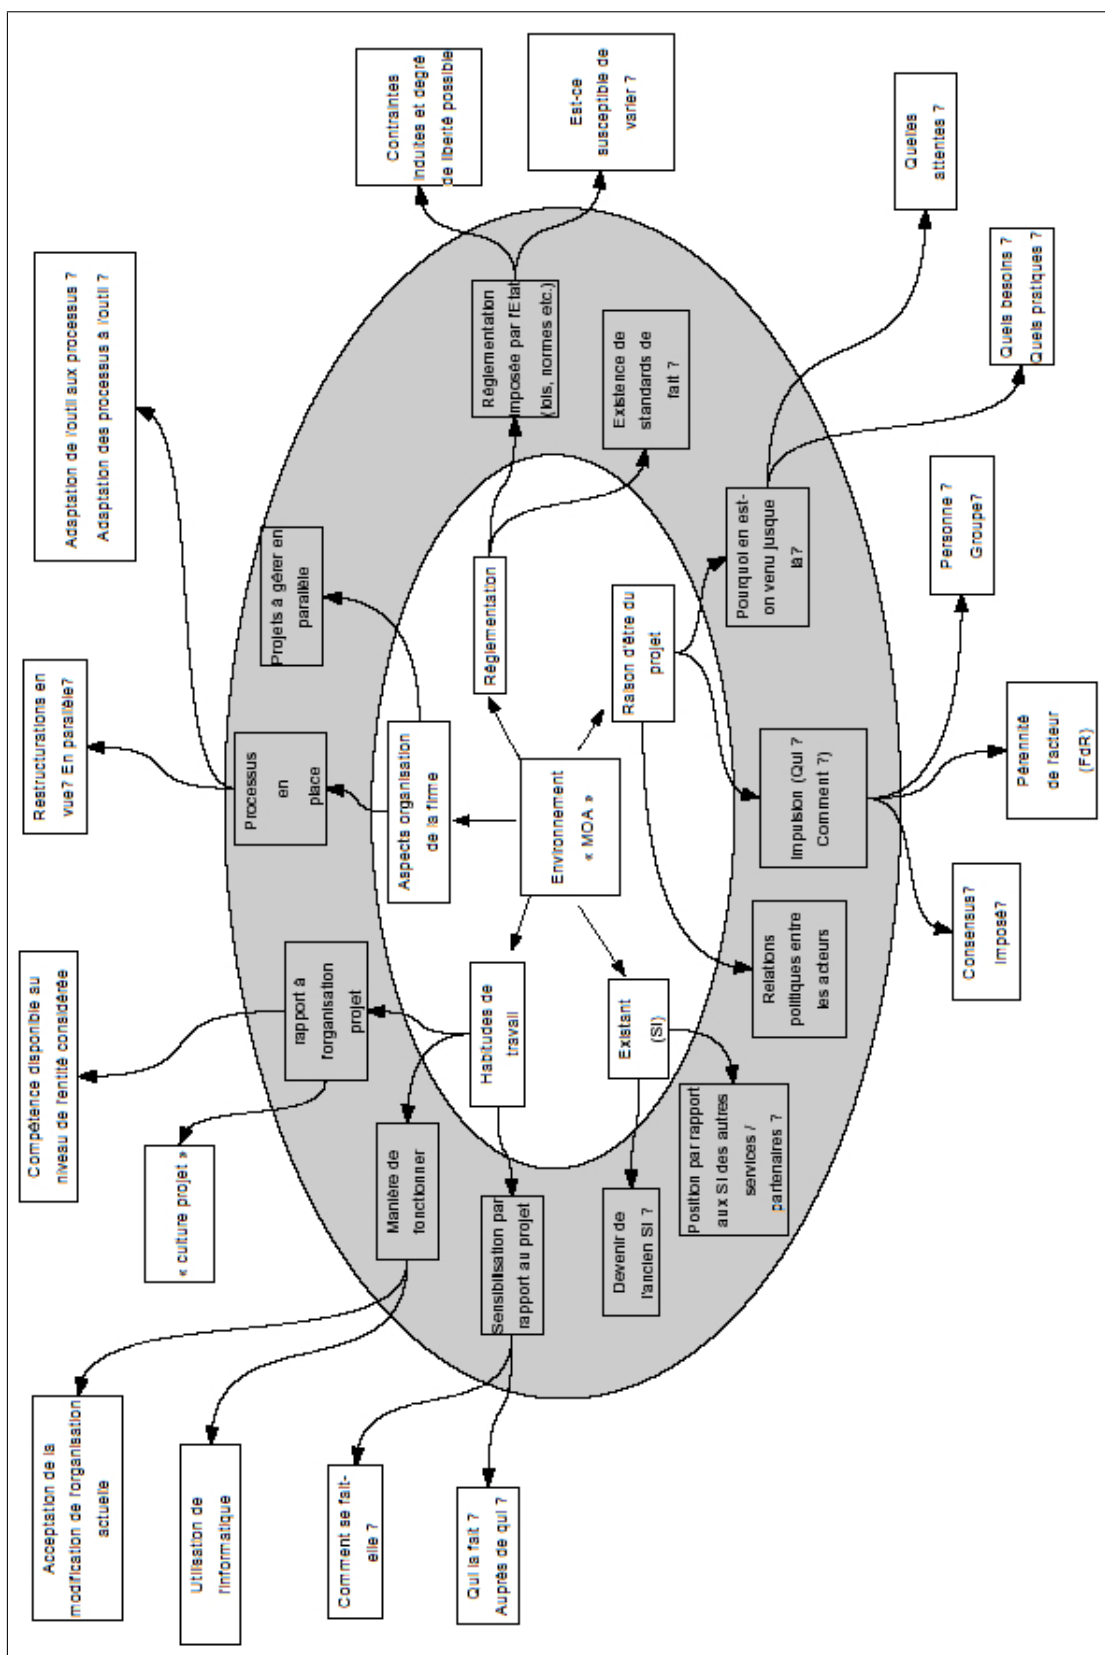 Acceptation de la
modification de l'organisation
actuelle
Utilisation de
l'informatique
Comment se fait-
elle ?
Qui la fait ?
Auprès de qui ?
« culture projet »
Compétence disponible au
niveau de l'entité considérée
Restructurations en
vue? En parallèle?
Adaptation de l'outil aux processus ?
Adaptation des processus à l'outil ?
Contraintes
induites et degré
de liberté possible
Est-ce
susceptible de
varier ?
Manière de
fonctionner
Sensibilisation par
rapport au projet
rapport à
l'organisation
projet
Processus
en
place
Projets à gérer en
parallèle
Réglementation
imposée par l'Etat
(lois, normes etc.)
Existence de
standards de
fait ?
Habitudes de
travail
Aspects organisation
de la firme
Réglementation
Environnement
« MOA »
Existant
(SI)
Raison d'être du
projet
Devenir de
l'ancien SI ?
Position par rapport
aux SI des autres
services /
partenaires ?
Relations
politiques entre
les acteurs
Impulsion (Qui ?
Comment ?)
Pourquoi en est-
on venu jusque
là?
Consensus?
Imposé?
Pérennité
de l'acteur
(FdR)
Personne ?
Groupe?
Quels besoins ?
Quels pratiques ?
Quelles
attentes ?